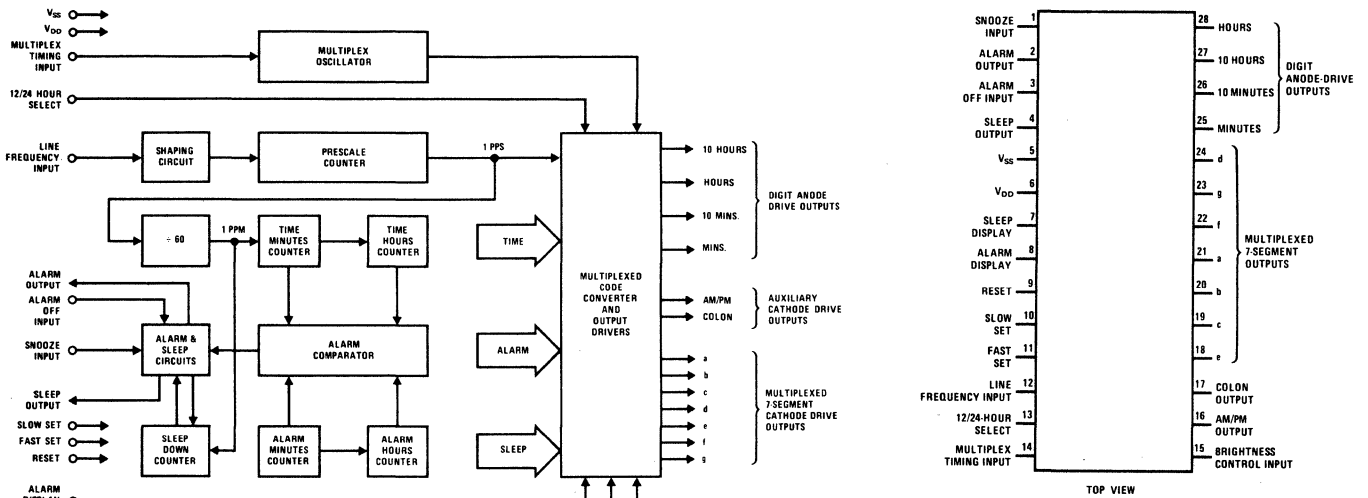 VSS
VDD
MULTIPLEX
TIMING
INPUT
MULTIPLEX
OSCILLATOR
12/24 HOUR
SELECT
LINE
FREQUENCY
INPUT
SHAPING
CIRCUIT
PRESCALE
COUNTER
1 PPS
÷ 60
1 PPM
TIME
MINUTES
COUNTER
TIME
HOURS
COUNTER
ALARM
OUTPUT
ALARM
OFF
INPUT
SNOOZE
INPUT
ALARM &
SLEEP
CIRCUITS
ALARM
COMPARATOR
SLEEP
OUTPUT
SLOW SET
FAST SET
RESET
SLEEP
DOWN
COUNTER
ALARM
MINUTES
COUNTER
ALARM
HOURS
COUNTER
ALARM
TIME
ALARM
SLEEP
MULTIPLEXED
CODE
CONVERTER
AND
OUTPUT
DRIVERS
10 HOURS
HOURS
10 MINS.
MINS.
DIGIT ANODE
DRIVE OUTPUTS
AM/PM
COLON
AUXILIARY
CATHODE DRIVE
OUTPUTS
a
b
c
d
e
f
g
MULTIPLEXED
7-SEGMENT
CATHODE DRIVE
OUTPUTS
SNOOZE
INPUT
1
ALARM
OUTPUT
2
ALARM
OFF INPUT
3
SLEEP
OUTPUT
4
VSS
5
VDD
6
SLEEP
DISPLAY
7
ALARM
DISPLAY
8
RESET
9
SLOW
SET
10
FAST
SET
11
LINE
FREQUENCY INPUT
12
12/24-HOUR
SELECT
13
MULTIPLEX
TIMING INPUT
14
28
HOURS
27
10 HOURS
26
10 MINUTES
25
MINUTES
DIGIT
ANODE-DRIVE
OUTPUTS
24
d
23
g
22
f
21
a
20
b
19
c
18
e
MULTIPLEXED
7-SEGMENT
OUTPUTS
17
COLON
OUTPUT
16
AM/PM
OUTPUT
15
BRIGHTNESS
CONTROL INPUT
TOP VIEW